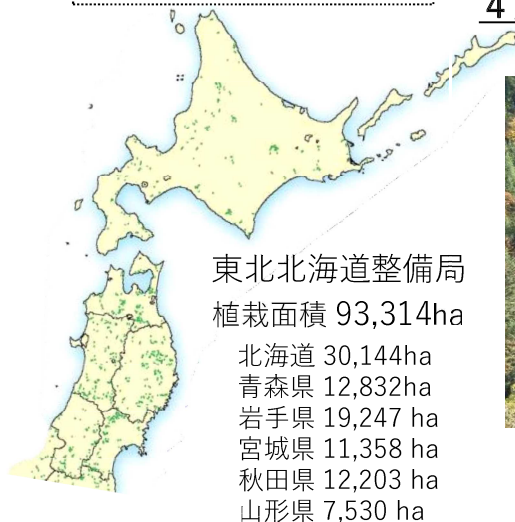 4
東北北海道整備局
植栽面積 93,314ha
北海道 30,144ha
青森県 12,832ha
岩手県 19,247 ha
宮城県 11,358 ha
秋田県 12,203 ha
山形県 7,530 ha